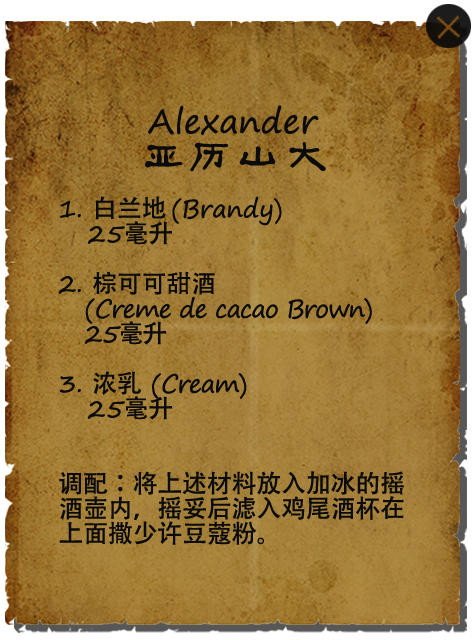 Alexander
亚历山大
1. 白兰地 (Brandy)
25毫升
2. 棕可可甜酒
(Creme de cacao Brown)
25毫升
3. 浓乳 (Cream)
25毫升
调配：将上述材料放入加冰的摇
酒壶内，摇妥后滤入鸡尾酒杯在
上面撒少许豆蔻粉。